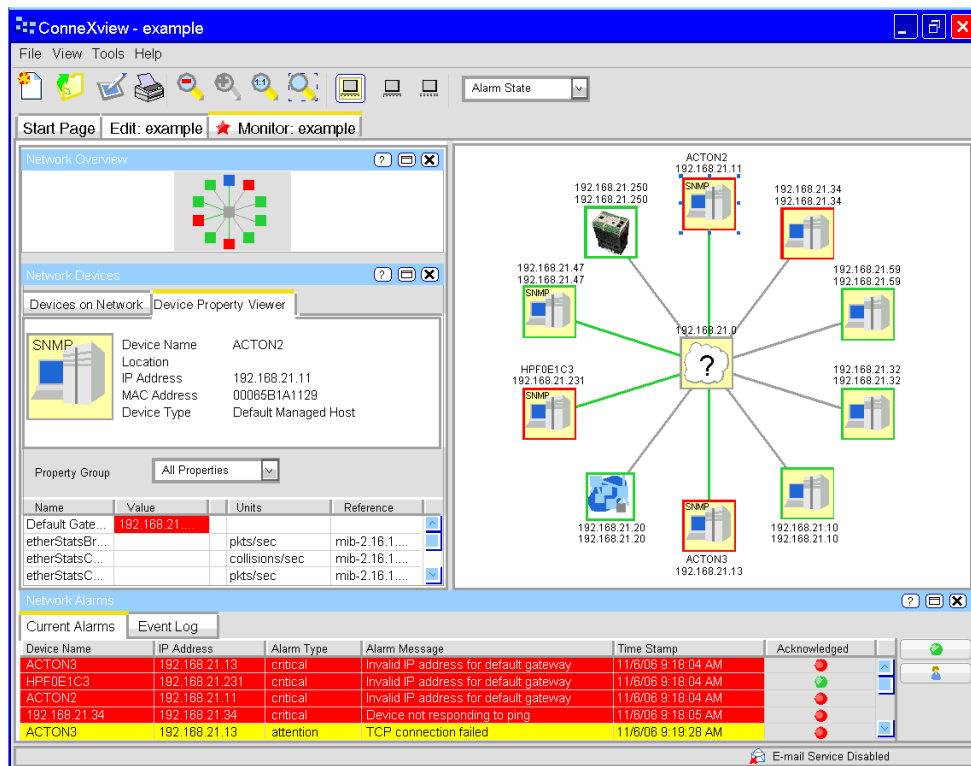 ConneXview - example
File View Tools Help
1:1
Alarm State
Start Page Edit: example Monitor: example
Network Overview ?
Network Devices ?
Devices on Network Device Property Viewer
SNMP
Device Name ACTON2
Location
IP Address 192.168.21.11
MAC Address 00065B1A1129
Device Type Default Managed Host
Property Group All Properties
Name Value Units Reference
Default Gate... 192.168.21....
etherStatsBr... pkts/sec mib-2.16.1....
etherStatsC... collisions/sec mib-2.16.1....
etherStatsC... pkts/sec mib-2.16.1....
ACTON2
192.168.21.11
SNMP
192.168.21.250
192.168.21.250
192.168.21.34
192.168.21.34
192.168.21.47
192.168.21.47
SNMP
192.168.21.59
192.168.21.59
192.168.21.0
?
HPF0E1C3
192.168.21.231
SNMP
192.168.21.32
192.168.21.32
192.168.21.20
192.168.21.20
SNMP
ACTON3
192.168.21.13
192.168.21.10
192.168.21.10
Network Alarms ?
Current Alarms Event Log
Device Name IP Address Alarm Type Alarm Message Time Stamp Acknowledged
ACTON3 192.168.21.13 critical Invalid IP address for default gateway 11/6/06 9:18:04 AM
HPF0E1C3 192.168.21.231 critical Invalid IP address for default gateway 11/6/06 9:18:04 AM
ACTON2 192.168.21.11 critical Invalid IP address for default gateway 11/6/06 9:18:04 AM
192.168.21.34 192.168.21.34 critical Device not responding to ping 11/6/06 9:18:05 AM
ACTON3 192.168.21.13 attention TCP connection failed 11/6/06 9:19:28 AM
E-mail Service Disabled